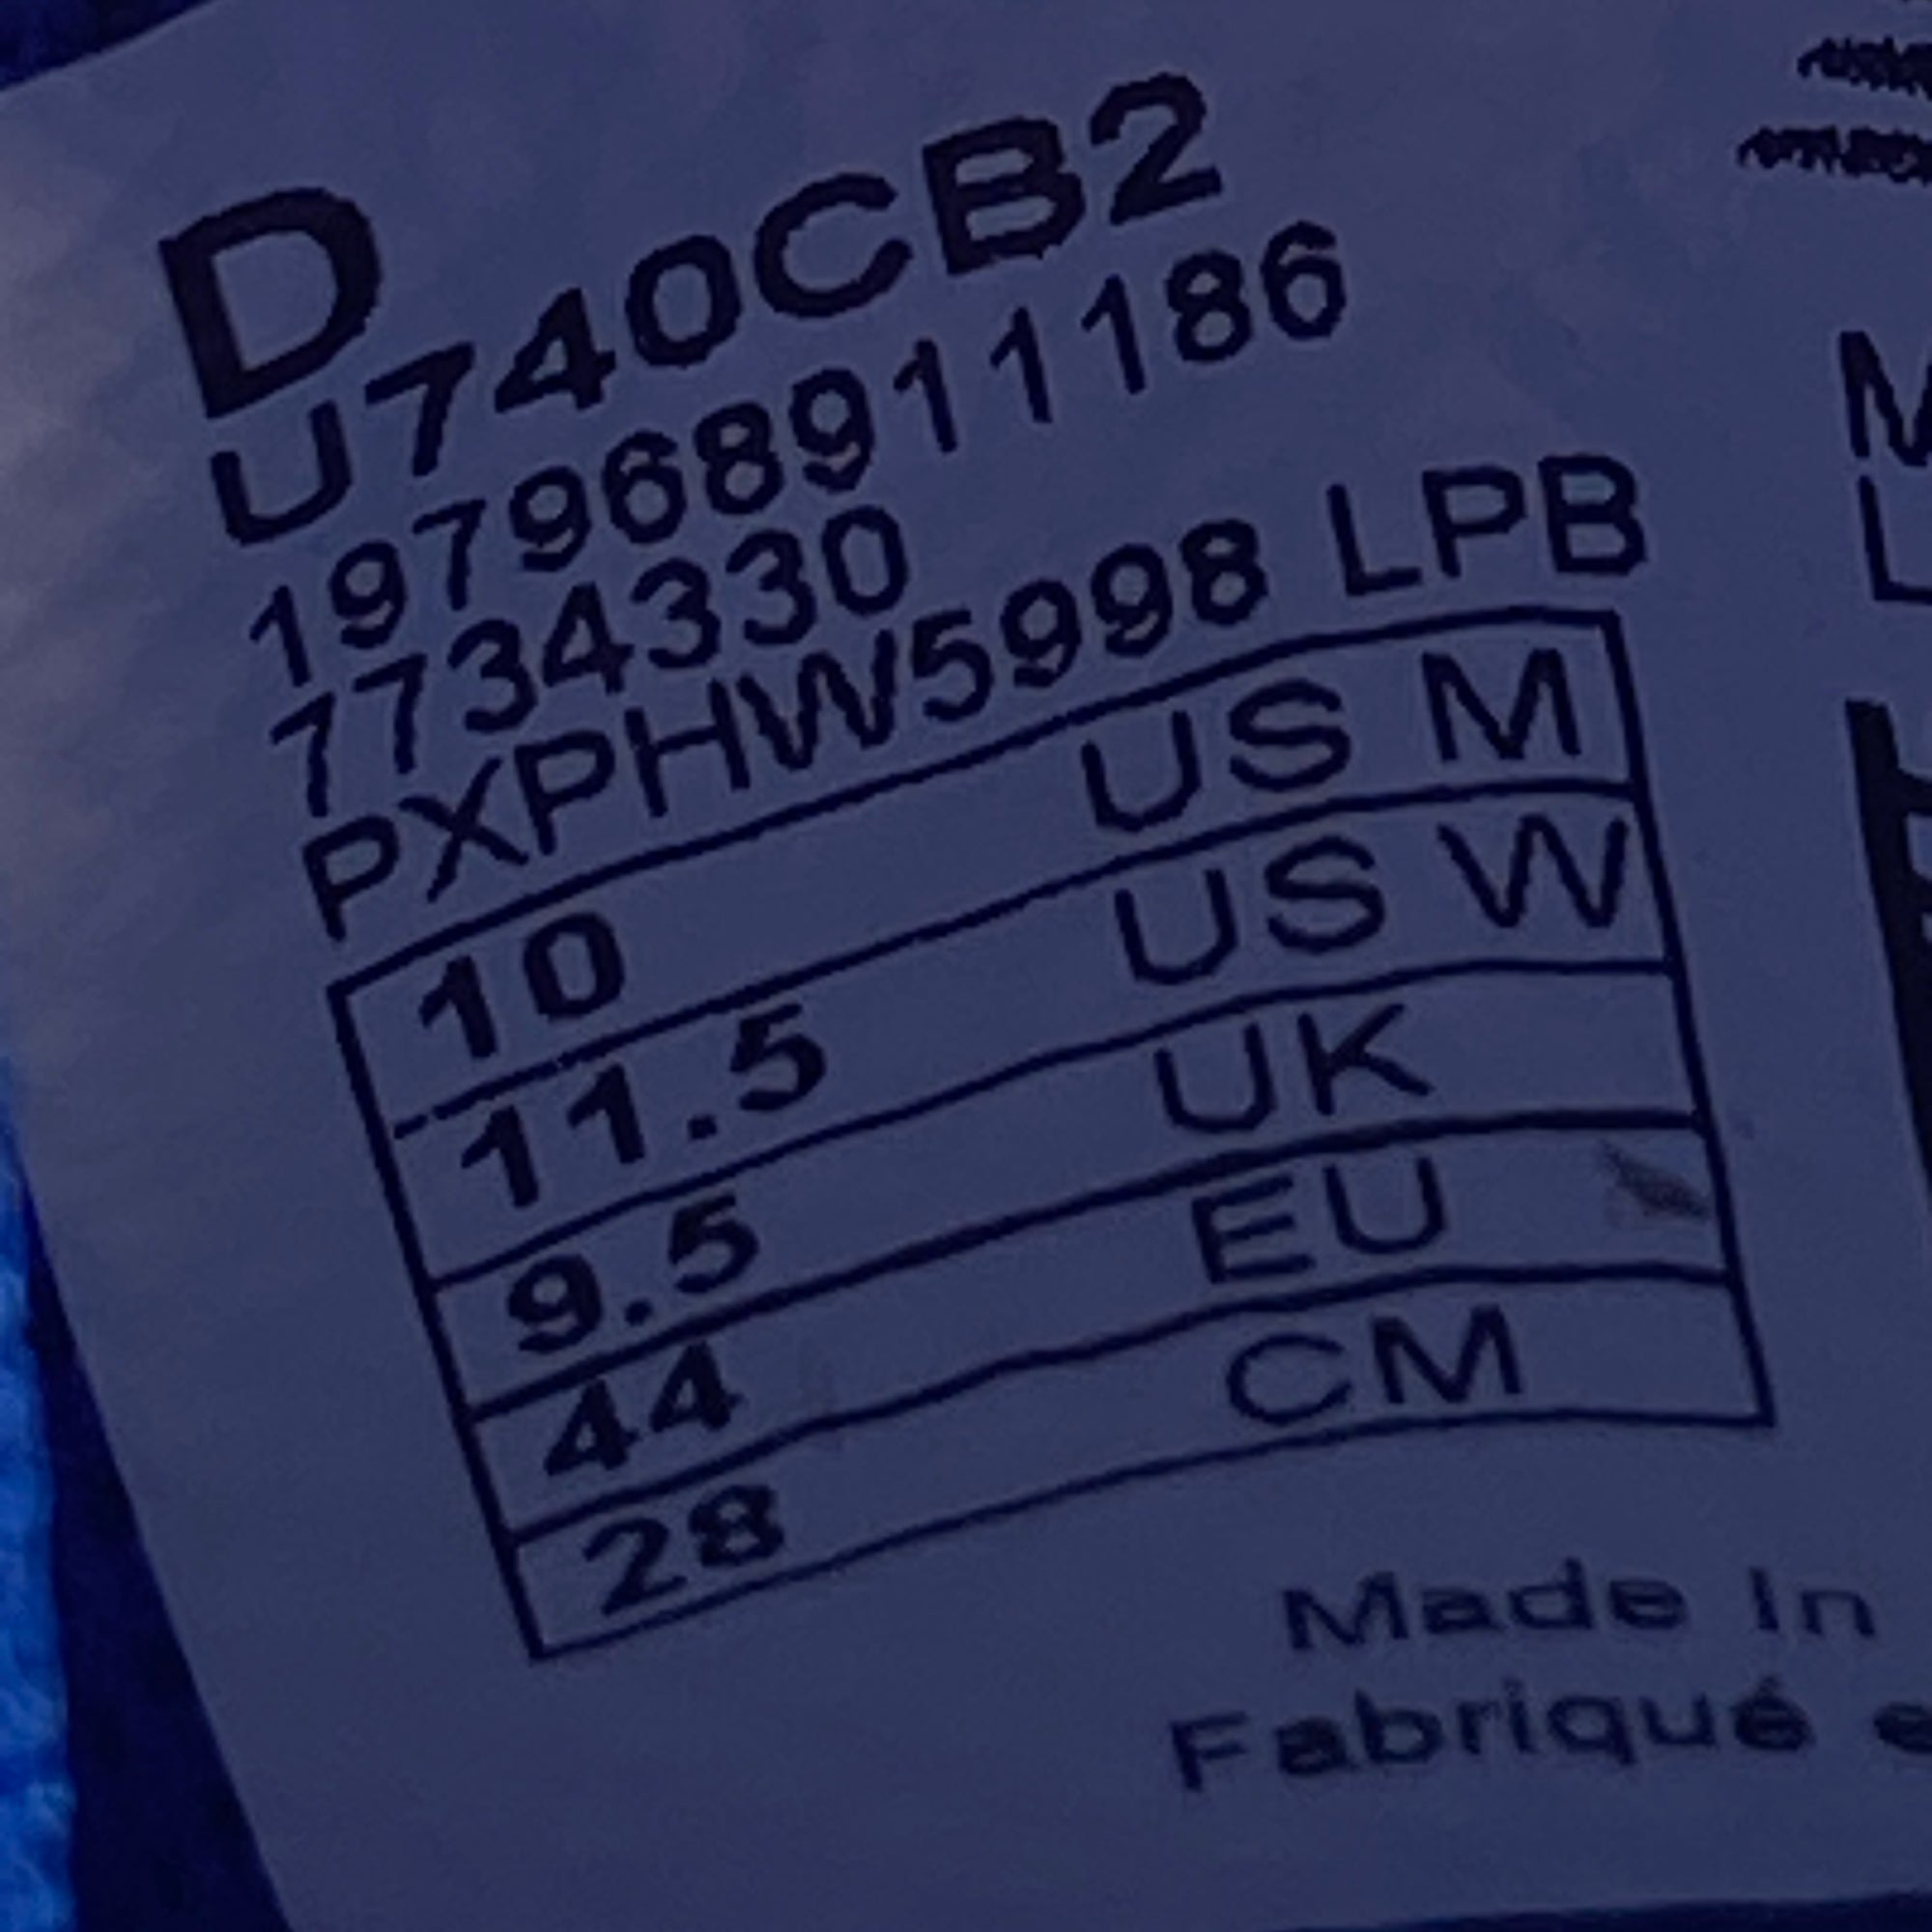 D
U740CB2
197968911186
7734330
PXPHW5998 LPB
10 US M
11.5 US W
9.5 UK
44 EU
28 CM
Made In
Fabriqué